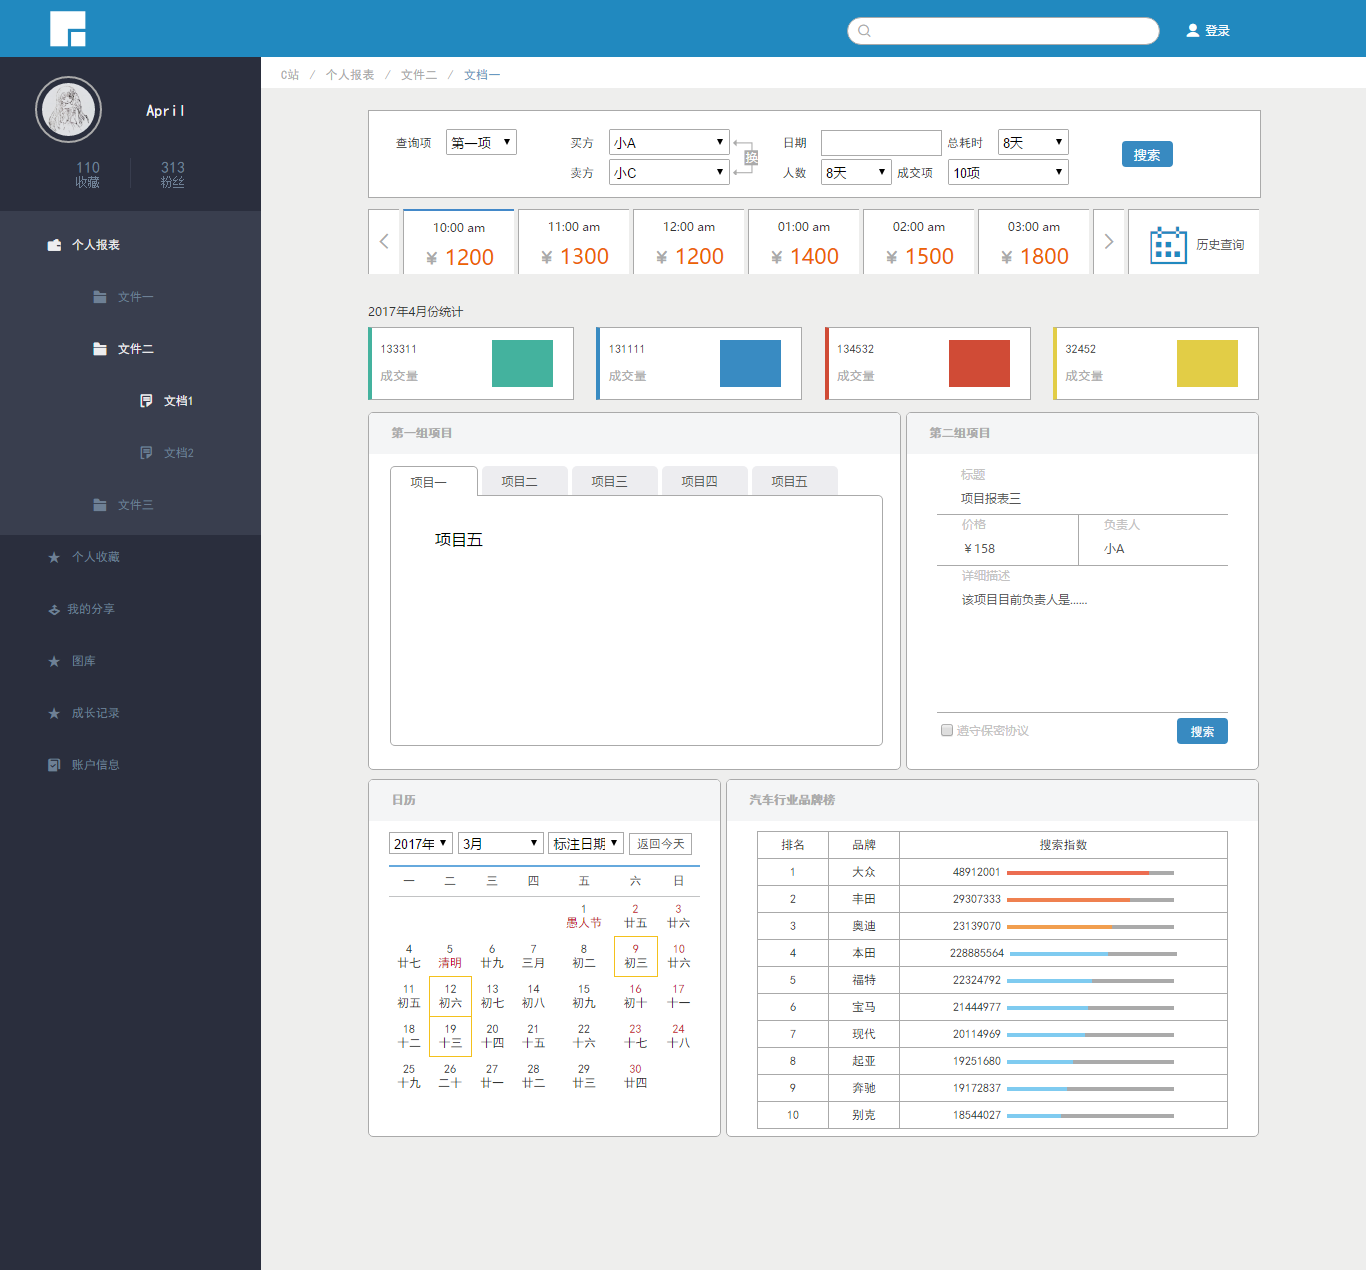 登录
C站 / 个人报表 / 文件二 / 文档一
April
110 313
收藏 粉丝
个人报表
文件一
文件二
文档1
文档2
文件三
个人收藏
我的分享
图库
成长记录
账户信息
查询项 第一项 买方 小A 日期 总耗时 8天
换
搜索
卖方 小C 人数 8天 成交项 10项
10:00 am 11:00 am 12:00 am 01:00 am 02:00 am 03:00 am
¥ 1200 ¥ 1300 ¥ 1200 ¥ 1400 ¥ 1500 ¥ 1800
历史查询
2017年4月份统计
133311 131111 134532 32452
成交量 成交量 成交量 成交量
第一组项目
项目一 项目二 项目三 项目四 项目五
项目五
第二组项目
标题
项目报表三
价格 负责人
¥158 小A
详细描述
该项目目前负责人是......
遵守保密协议 搜索
日历
2017年 3月 标注日期 返回今天
一 二 三 四 五 六 日
1 2 3
愚人节 廿五 廿六
4 5 6 7 8 9 10
廿七 清明 廿九 三月 初二 初三 廿六
11 12 13 14 15 16 17
初五 初六 初七 初八 初九 初十 十一
18 19 20 21 22 23 24
十二 十三 十四 十五 十六 十七 十八
25 26 27 28 29 30
十九 二十 廿一 廿二 廿三 廿四
汽车行业品牌榜
排名 品牌 搜索指数
1 大众 48912001
2 丰田 29307333
3 奥迪 23139070
4 本田 228885564
5 福特 22324792
6 宝马 21444977
7 现代 20114969
8 起亚 19251680
9 奔驰 19172837
10 别克 18544027